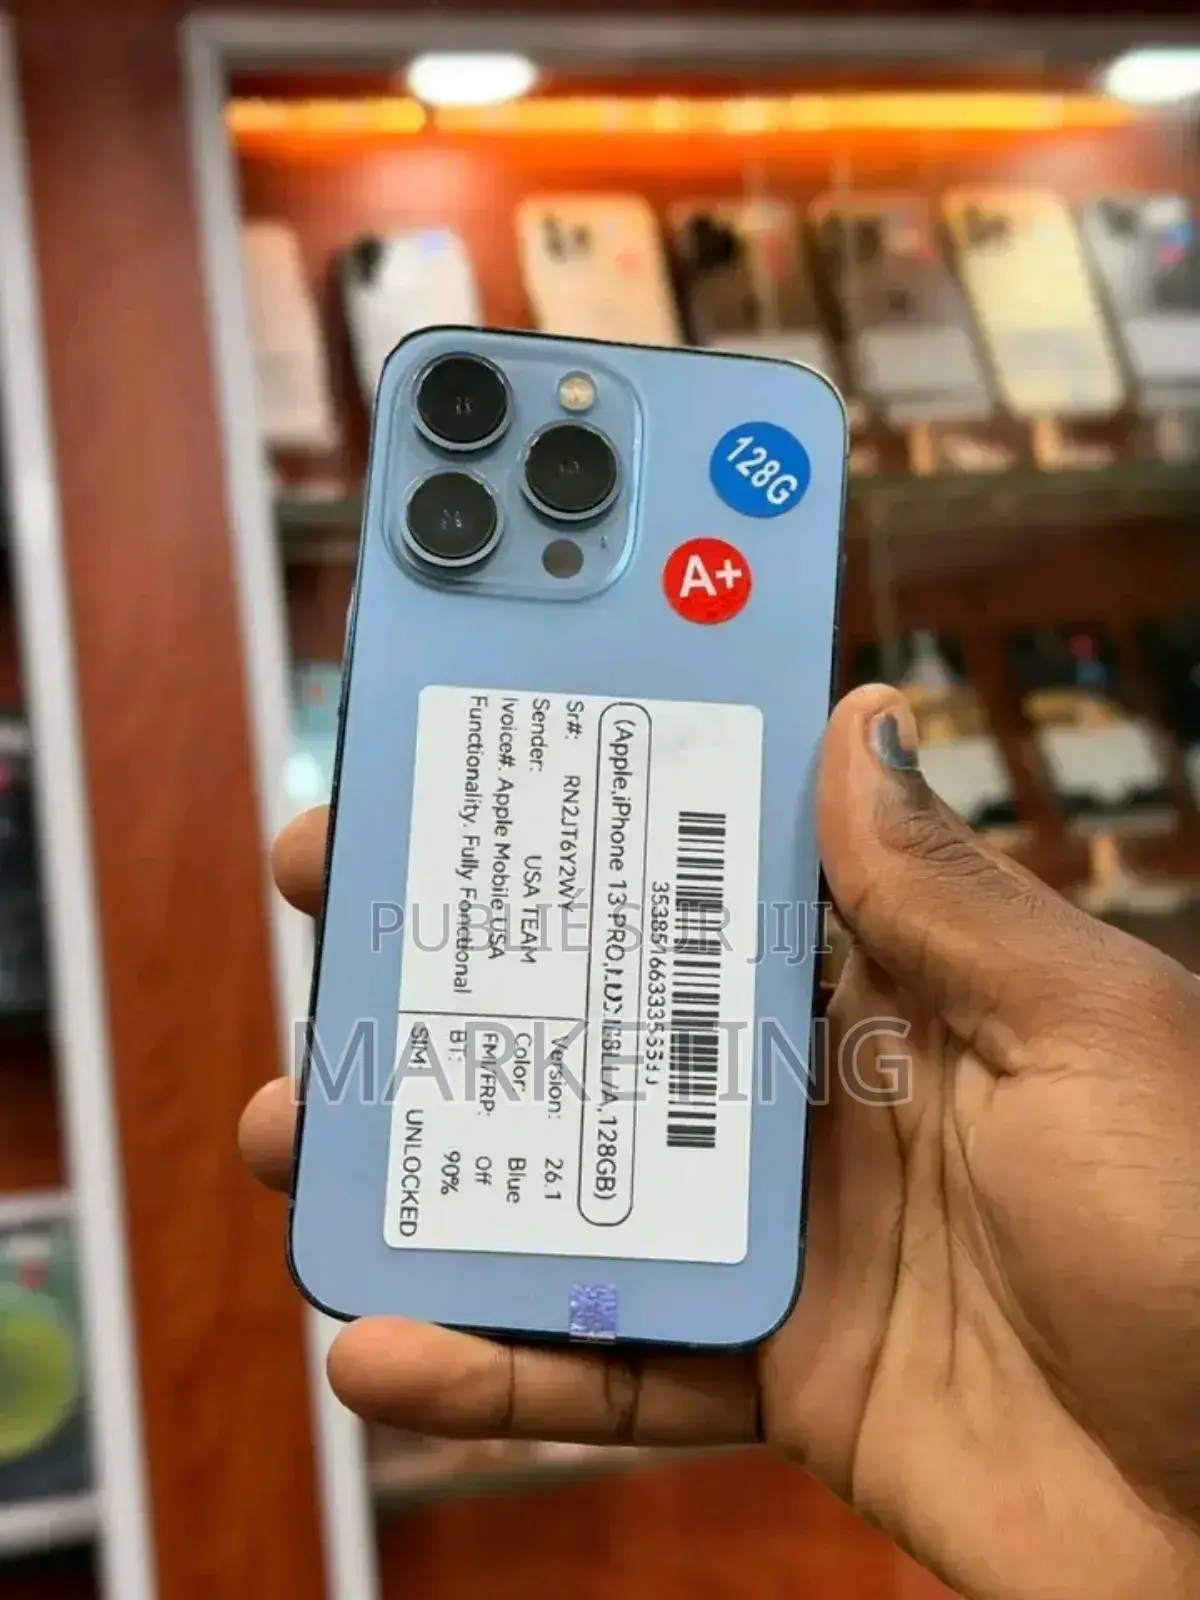 128G
A+
(Apple,iPhone 13 PRO, 128GB)
Sr#: RN2JT6Y2WY
Sender: USA TEAM
Ivoice#. Apple Mobile USA
Functionality. Fully Fonctional
Version: 26.1
Color: Blue
FMI/FRP: Off
BT: 90%
SIM: UNLOCKED
PUBLIÈ SUR JIJI
MARKETING